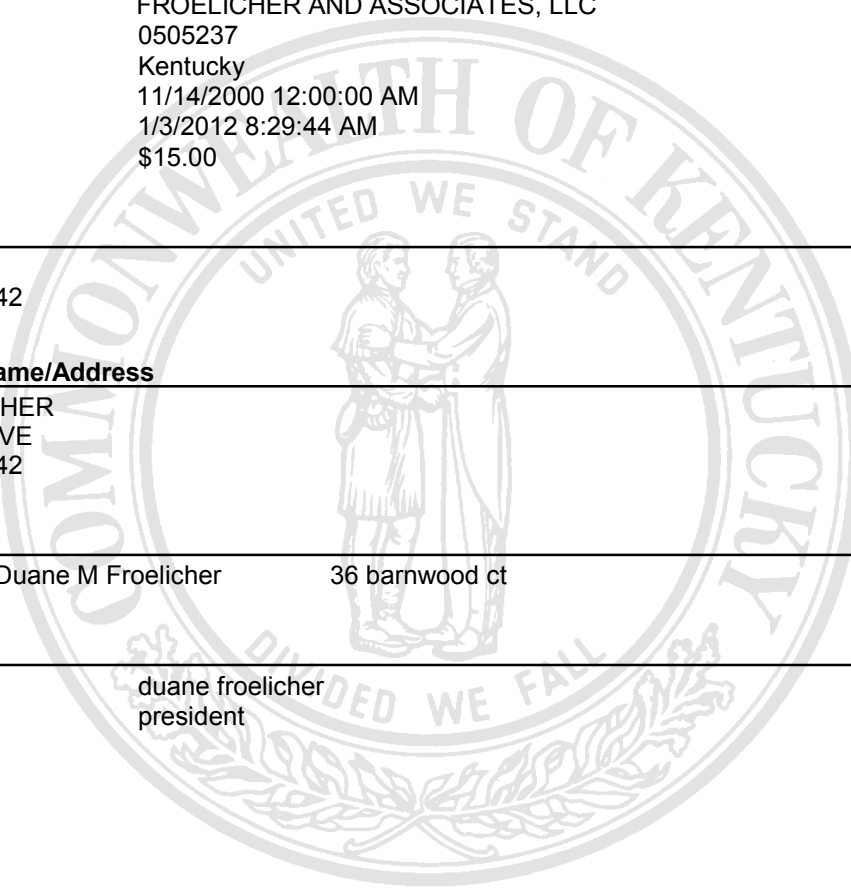 FROELICHER AND ASSOCIATES, LLC
0505237
Kentucky
11/14/2000 12:00:00 AM
1/3/2012 8:29:44 AM
$15.00
COMMONWEALTH OF KENTUCKY
UNITED WE STAND
42
ame/Address
HER
VE
42
Duane M Froelicher 36 barnwood ct
DIVIDED WE FALL
duane froelicher
president